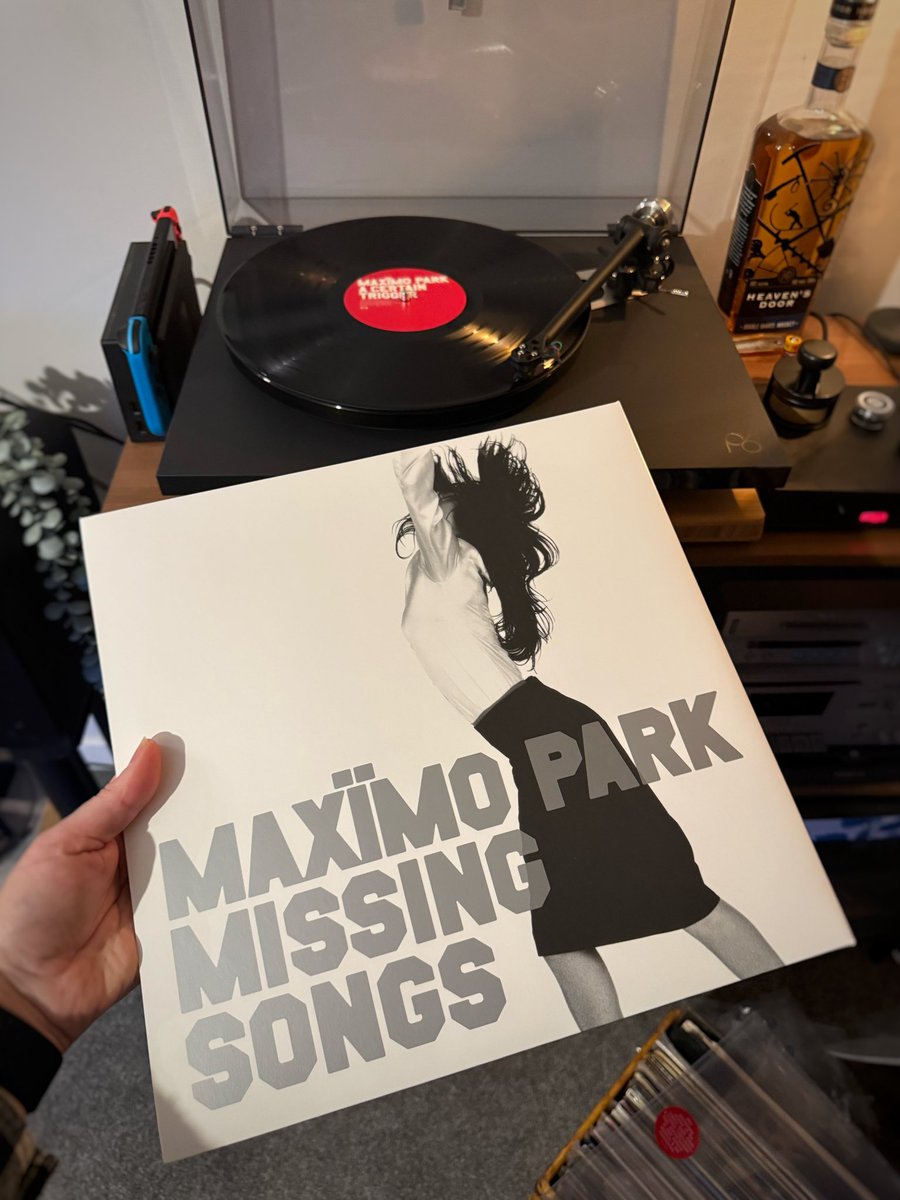 MAXÏMO PARK
A CERTAIN
TRIGGER
HEAVEN'S
DOOR
MAXÏMO PARK
MISSING
SONGS